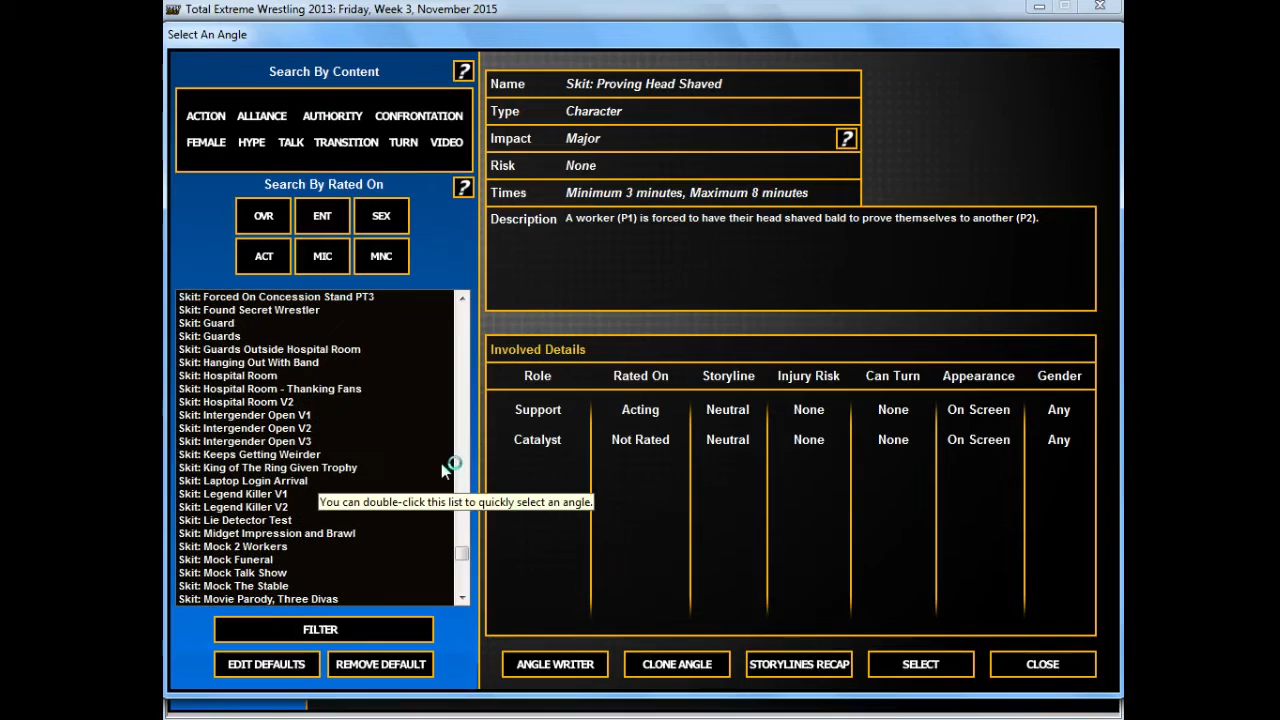 Total Extreme Wrestling 2013: Friday, Week 3, November 2015
Select An Angle
Search By Content
?
ACTION ALLIANCE AUTHORITY CONFRONTATION
FEMALE HYPE TALK TRANSITION TURN VIDEO
Search By Rated On
?
OVR ENT SEX
ACT MIC MNC
Skit: Forced On Concession Stand PT3
Skit: Found Secret Wrestler
Skit: Guard
Skit: Guards
Skit: Guards Outside Hospital Room
Skit: Hanging Out With Band
Skit: Hospital Room
Skit: Hospital Room - Thanking Fans
Skit: Hospital Room V2
Skit: Intergender Open V1
Skit: Intergender Open V2
Skit: Intergender Open V3
Skit: Keeps Getting Weirder
Skit: King of The Ring Given Trophy
Skit: Laptop Login Arrival
Skit: Legend Killer V1
Skit: Legend Killer V2
Skit: Lie Detector Test
Skit: Midget Impression and Brawl
Skit: Mock 2 Workers
Skit: Mock Funeral
Skit: Mock Talk Show
Skit: Mock The Stable
Skit: Movie Parody, Three Divas
You can double-click this list to quickly select an angle.
FILTER
EDIT DEFAULTS REMOVE DEFAULT
Name Skit: Proving Head Shaved
Type Character
Impact Major ?
Risk None
Times Minimum 3 minutes, Maximum 8 minutes
Description A worker (P1) is forced to have their head shaved bald to prove themselves to another (P2).
Involved Details
Role Rated On Storyline Injury Risk Can Turn Appearance Gender
Support Acting Neutral None None On Screen Any
Catalyst Not Rated Neutral None None On Screen Any
ANGLE WRITER CLONE ANGLE STORYLINES RECAP SELECT CLOSE